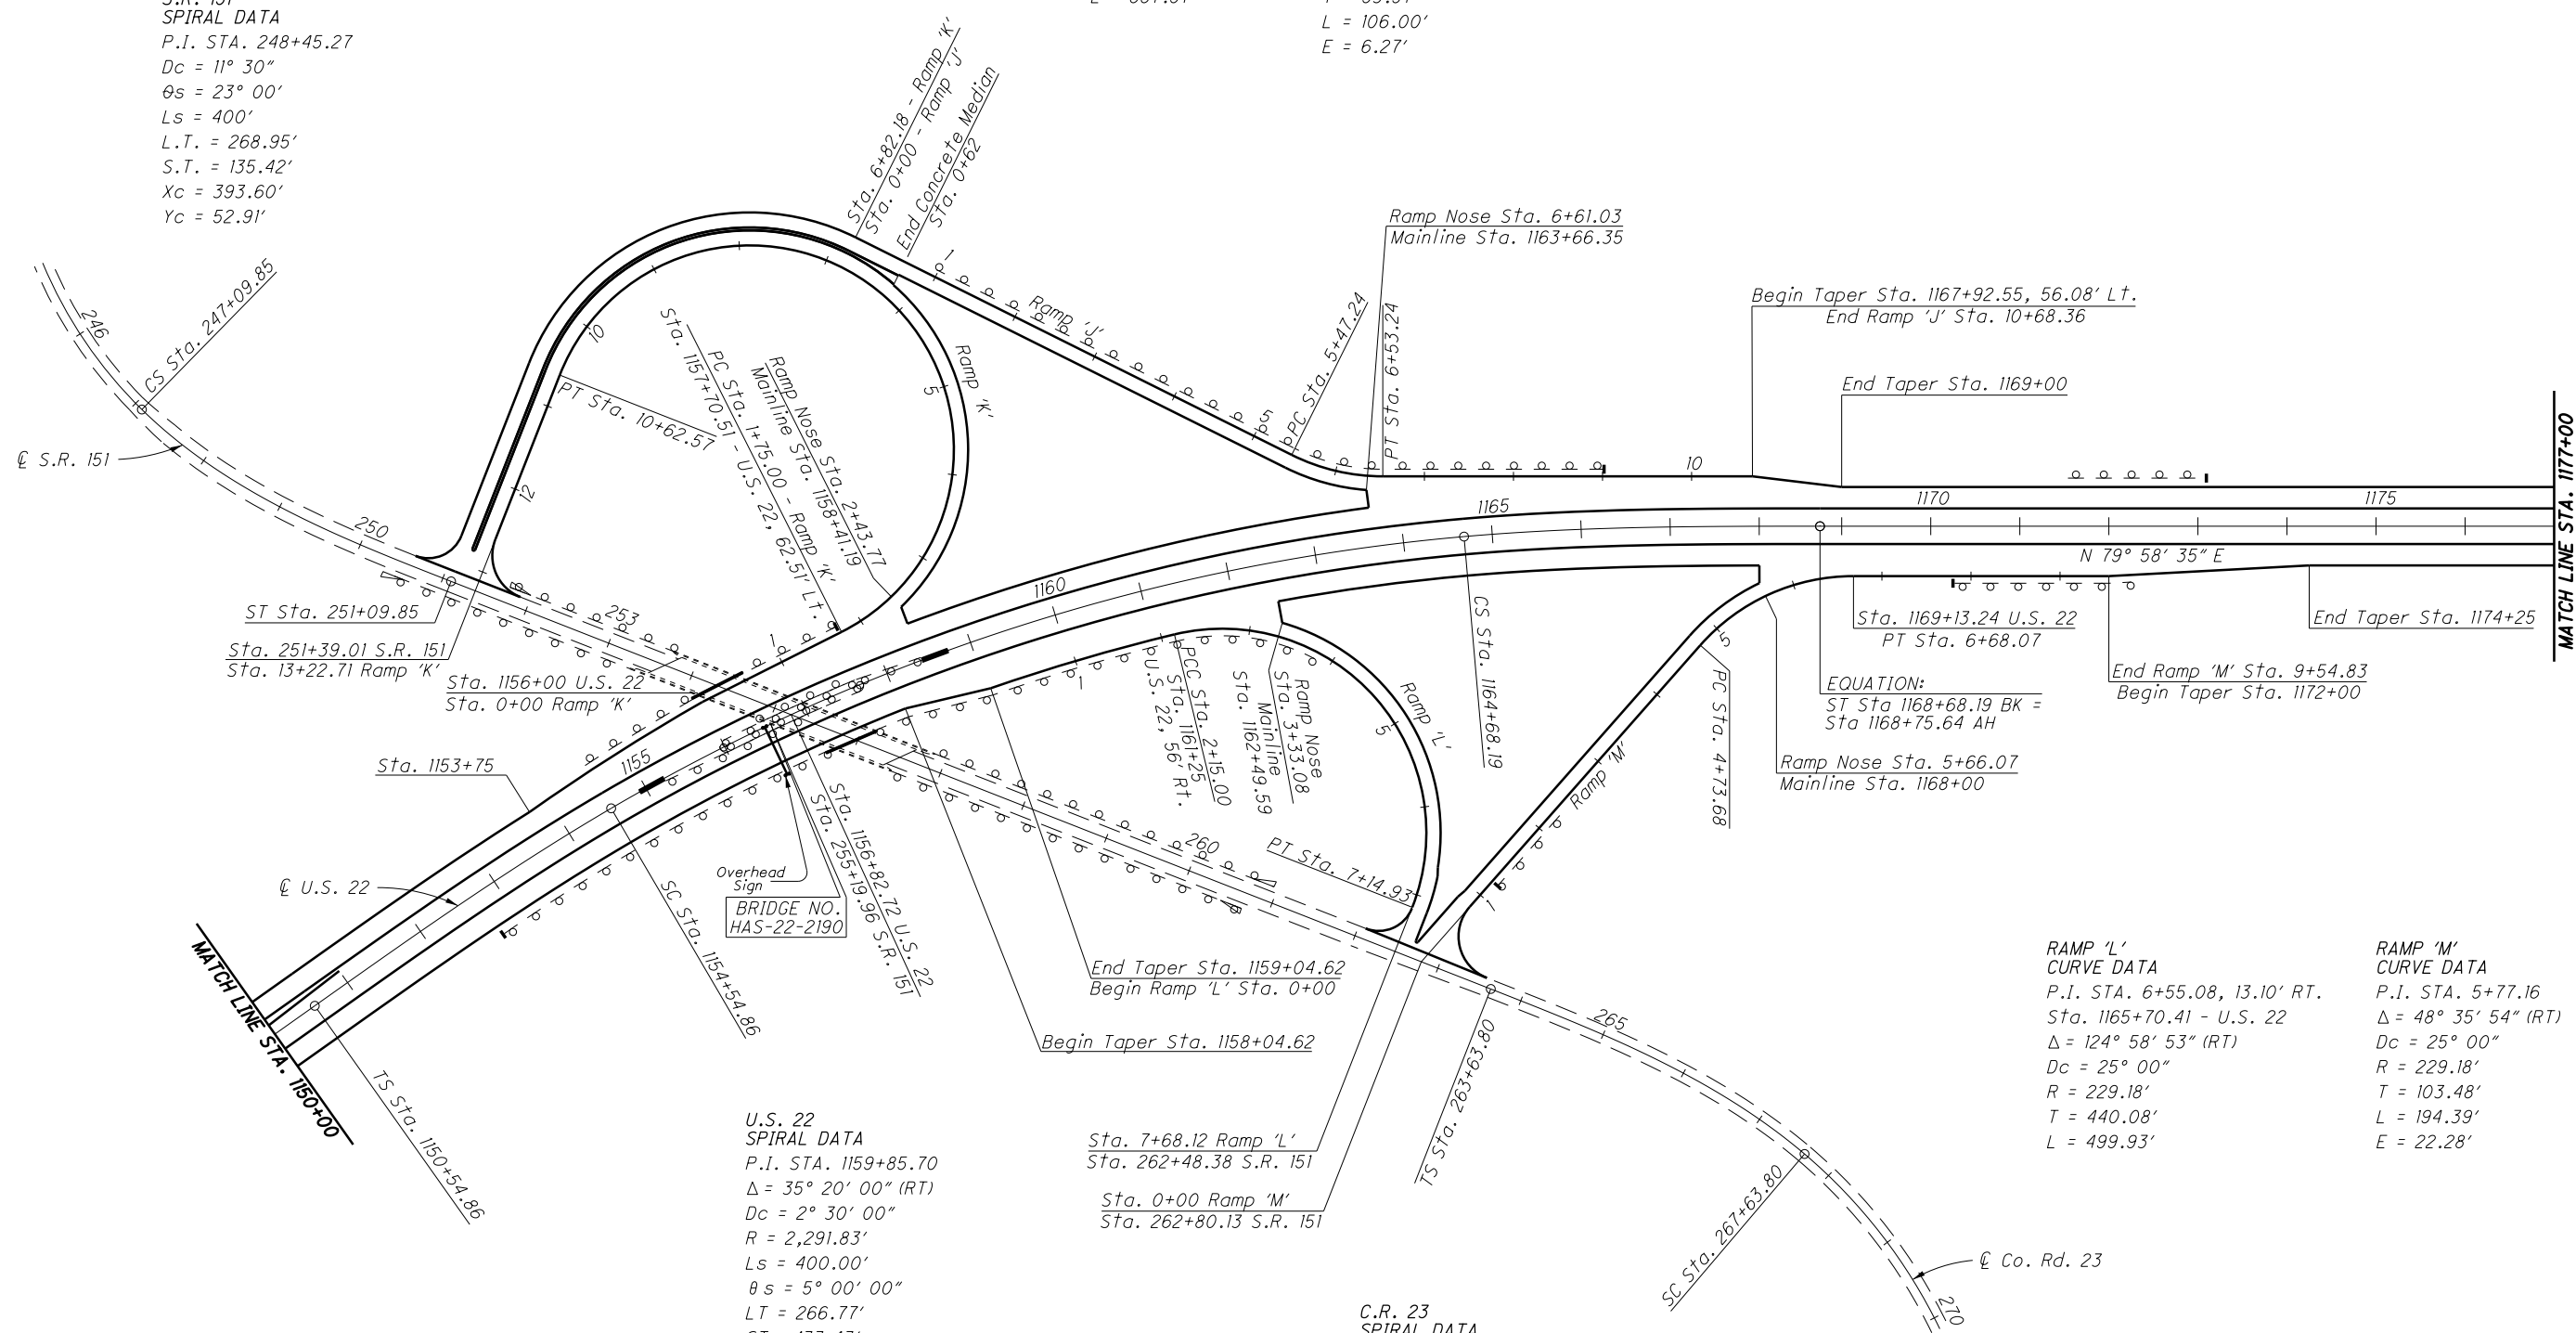 SPIRAL DATA
P.I. STA. 248+45.27
Dc = 11° 30"
θs = 23° 00'
Ls = 400'
L.T. = 268.95'
S.T. = 135.42'
Xc = 393.60'
Yc = 52.91'
L = 106.00'
E = 6.27'
Sta. 6+82.18 - Ramp 'K'
Sta. 0+00 - Ramp 'J'
End Concrete Median
Sta. 0+62
Ramp Nose Sta. 6+61.03
Mainline Sta. 1163+66.35
Begin Taper Sta. 1167+92.55, 56.08' Lt.
End Ramp 'J' Sta. 10+68.36
End Taper Sta. 1169+00
246
CS Sta. 247+09.85
℄ S.R. 151
250
10
12
PT Sta. 10+62.57
Sta. 1157+70.51 - U.S. 22, 62.51' Lt.
PC Sta. 1+75.00 - Ramp 'K'
Ramp Nose Sta. 2+43.77
Mainline Sta. 1158+41.19
5
Ramp 'K'
1
Ramp 'J'
5
PC Sta. 5+47.24
PT Sta. 6+53.24
10
1165
1170
1175
N 79° 58' 35" E
MATCH LINE STA. 1177+00
ST Sta. 251+09.85
Sta. 251+39.01 S.R. 151
Sta. 13+22.71 Ramp 'K'
253
1
1160
Sta. 1156+00 U.S. 22
Sta. 0+00 Ramp 'K'
Sta. 1153+75
1155
℄ U.S. 22
MATCH LINE STA. 1150+00
TS Sta. 1150+54.86
SC Sta. 1154+54.86
Overhead
Sign
BRIDGE NO.
HAS-22-2190
Sta. 1156+82.72 U.S. 22
Sta. 255+19.96 S.R. 151
1
PCC Sta. 2+15.00
Sta. 1161+25
U.S. 22, 56' Rt.
Ramp Nose
Sta. 3+33.08
Mainline
Sta. 1162+49.59
5
Ramp 'L'
CS Sta. 1164+68.19
260
PT Sta. 7+14.93
1
Ramp 'M'
5
PC Sta. 4+73.68
Sta. 1169+13.24 U.S. 22
PT Sta. 6+68.07
EQUATION:
ST Sta 1168+68.19 BK =
Sta 1168+75.64 AH
Ramp Nose Sta. 5+66.07
Mainline Sta. 1168+00
End Taper Sta. 1174+25
End Ramp 'M' Sta. 9+54.83
Begin Taper Sta. 1172+00
End Taper Sta. 1159+04.62
Begin Ramp 'L' Sta. 0+00
Begin Taper Sta. 1158+04.62
Sta. 7+68.12 Ramp 'L'
Sta. 262+48.38 S.R. 151
Sta. 0+00 Ramp 'M'
Sta. 262+80.13 S.R. 151
TS Sta. 263+63.80
265
SC Sta. 267+63.80
℄ Co. Rd. 23
270
RAMP 'L'
CURVE DATA
P.I. STA. 6+55.08, 13.10' RT.
Sta. 1165+70.41 - U.S. 22
Δ = 124° 58' 53" (RT)
Dc = 25° 00"
R = 229.18'
T = 440.08'
L = 499.93'
RAMP 'M'
CURVE DATA
P.I. STA. 5+77.16
Δ = 48° 35' 54" (RT)
Dc = 25° 00"
R = 229.18'
T = 103.48'
L = 194.39'
E = 22.28'
U.S. 22
SPIRAL DATA
P.I. STA. 1159+85.70
Δ = 35° 20' 00" (RT)
Dc = 2° 30' 00"
R = 2,291.83'
Ls = 400.00'
θ s = 5° 00' 00"
LT = 266.77'
C.R. 23
SPIRAL DATA